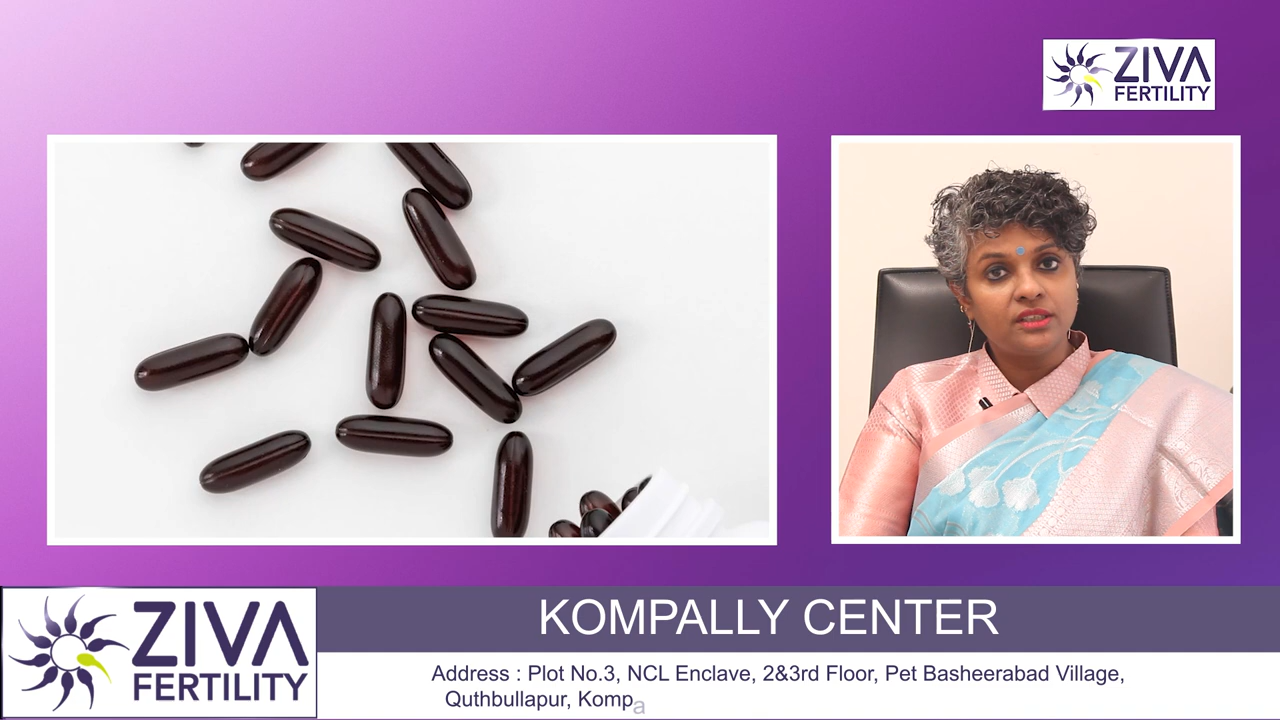 ZIVA
FERTILITY
ZIVA
FERTILITY
KOMPALLY CENTER
Address : Plot No.3, NCL Enclave, 2&3rd Floor, Pet Basheerabad Village,
Quthbullapur, Kompa